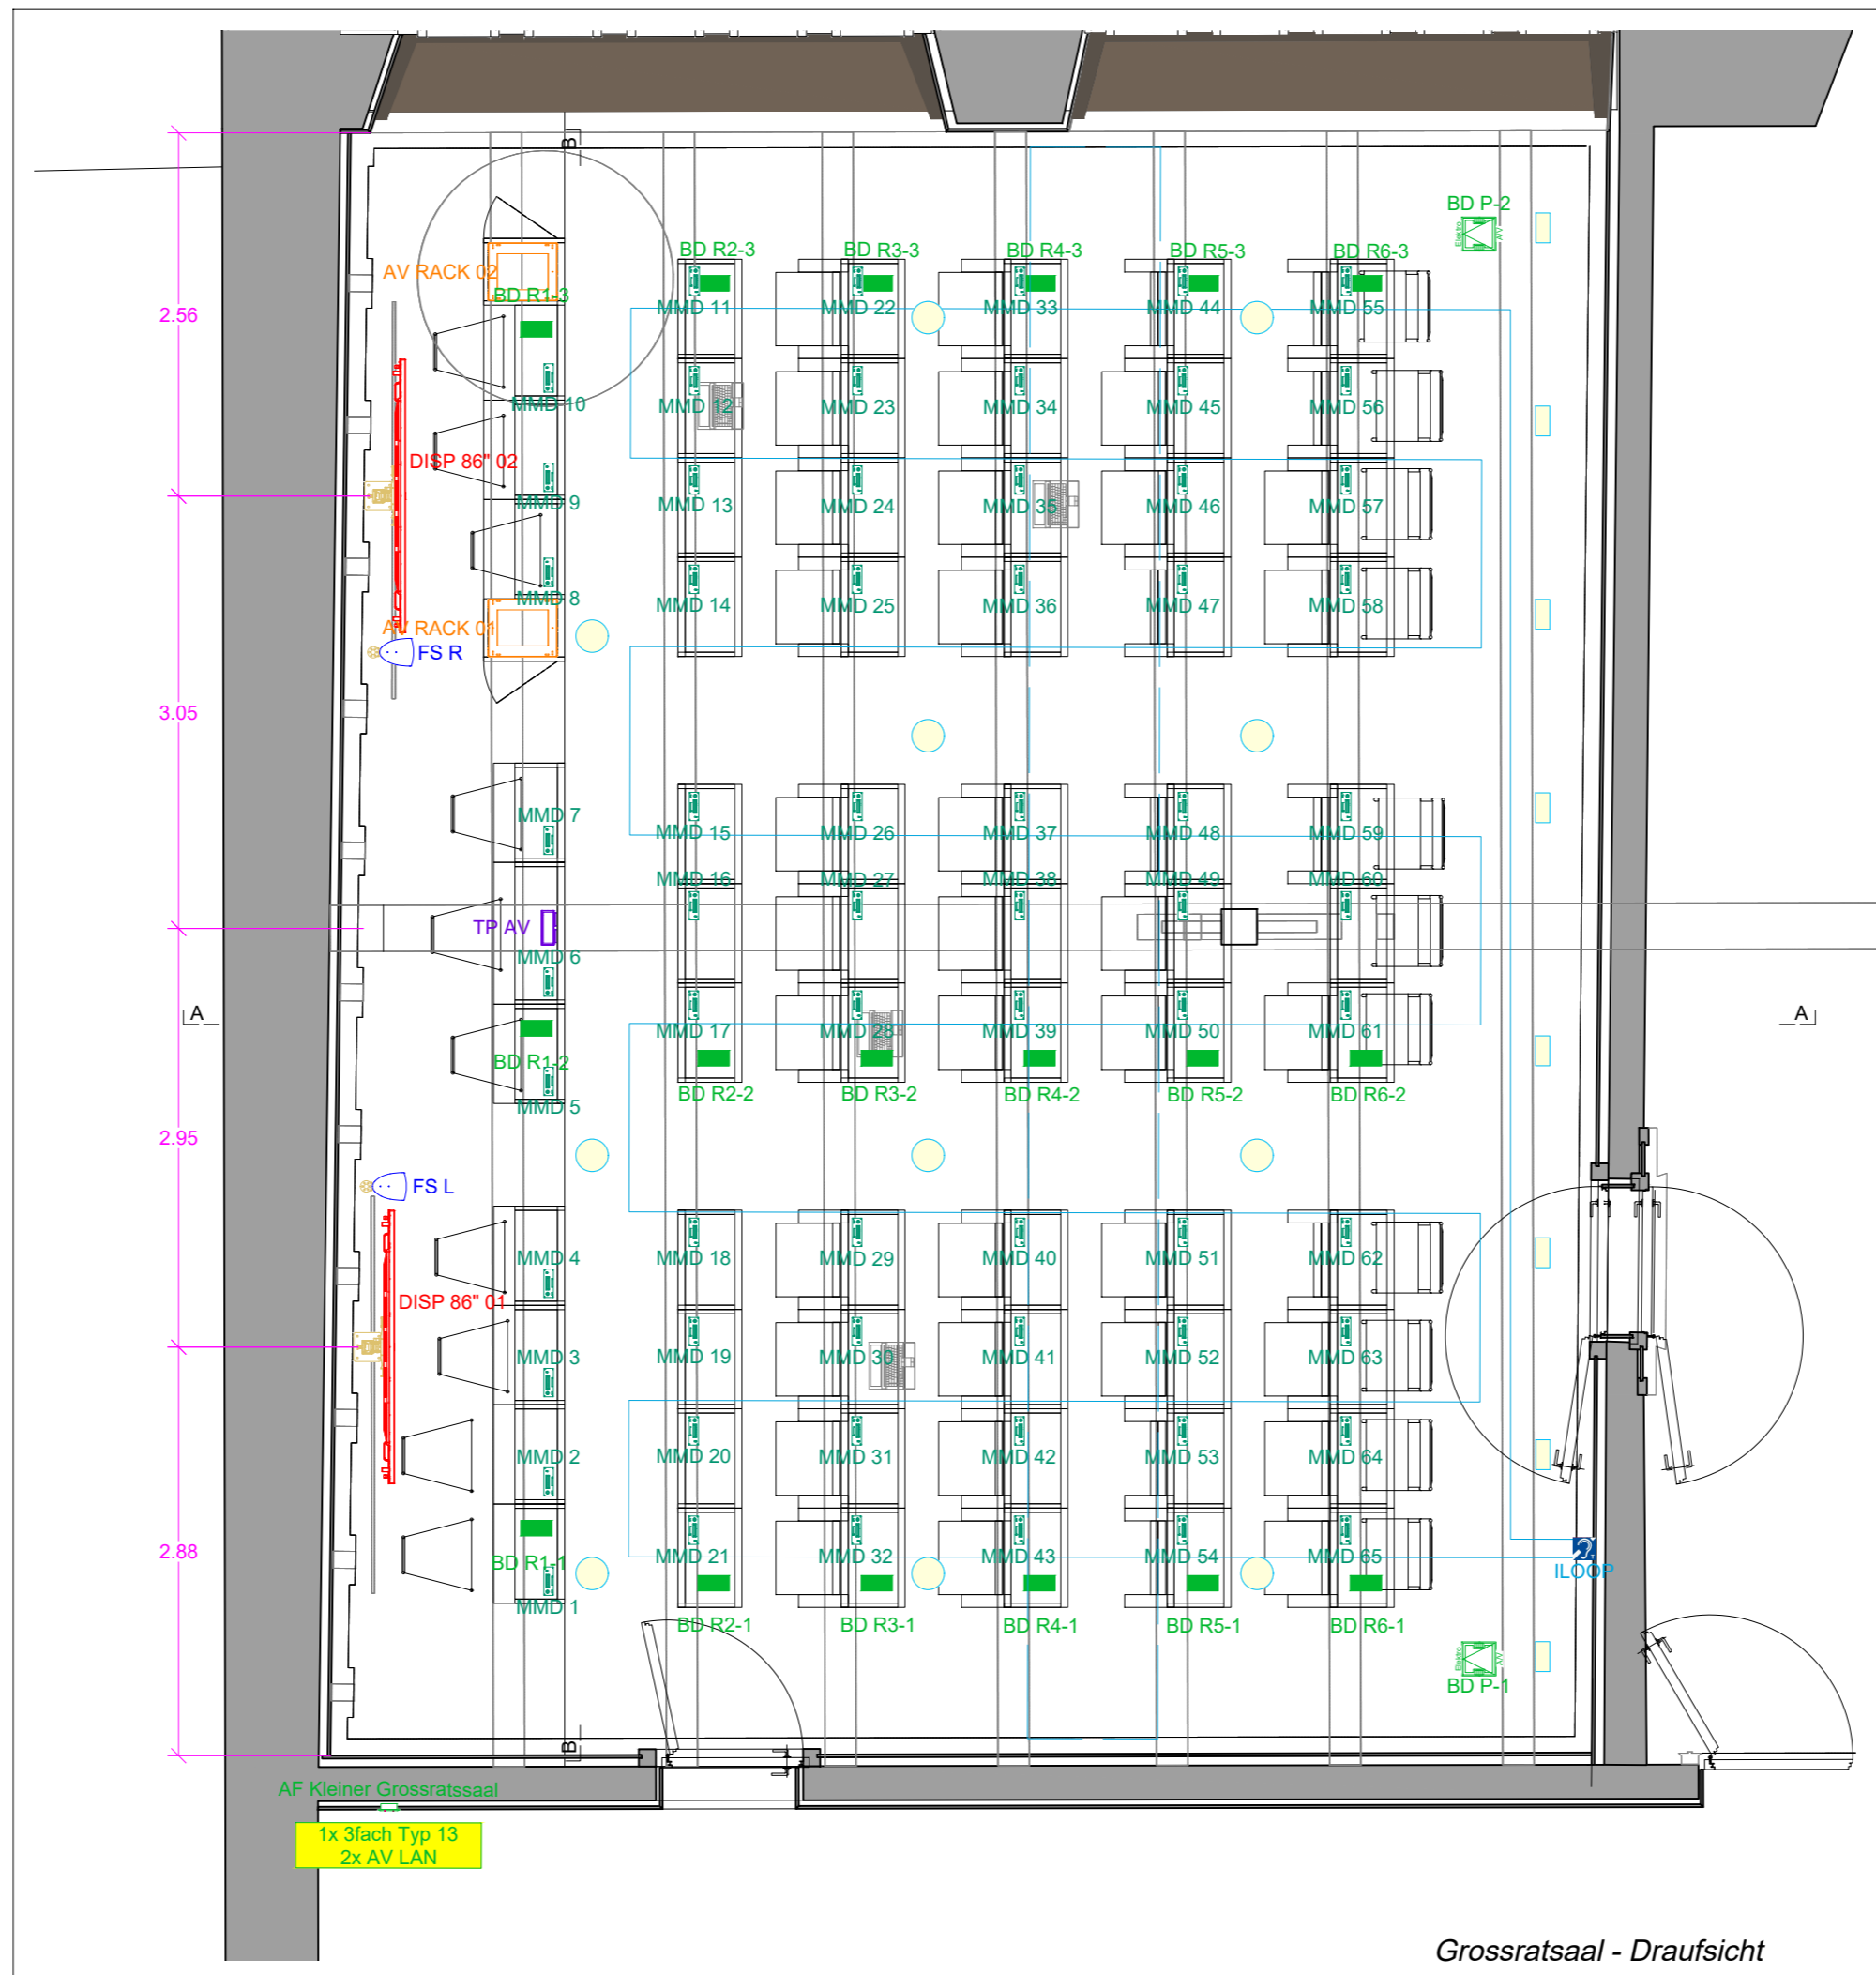 B
BD P-2
Elektro
A/V
AV RACK 02
BD R2-3
BD R3-3
BD R4-3
BD R5-3
BD R6-3
BD R1-3
MMD 11
MMD 22
MMD 33
MMD 44
MMD 55
2.56
MMD 10
MMD 12
MMD 23
MMD 34
MMD 45
MMD 56
DISP 86" 02
MMD 9
MMD 13
MMD 24
MMD 35
MMD 46
MMD 57
MMD 8
MMD 14
MMD 25
MMD 36
MMD 47
MMD 58
AV RACK 01
FS R
3.05
MMD 7
MMD 15
MMD 26
MMD 37
MMD 48
MMD 59
MMD 16
MMD 27
MMD 38
MMD 49
MMD 60
TP AV
MMD 6
A
A
MMD 17
MMD 28
MMD 39
MMD 50
MMD 61
BD R1-2
BD R2-2
BD R3-2
BD R4-2
BD R5-2
BD R6-2
MMD 5
2.95
FS L
MMD 4
MMD 18
MMD 29
MMD 40
MMD 51
MMD 62
DISP 86" 01
MMD 3
MMD 19
MMD 30
MMD 41
MMD 52
MMD 63
MMD 2
MMD 20
MMD 31
MMD 42
MMD 53
MMD 64
2.88
BD R1-1
MMD 21
MMD 32
MMD 43
MMD 54
MMD 65
ILOOP
MMD 1
BD R2-1
BD R3-1
BD R4-1
BD R5-1
BD R6-1
Elektro
A/V
BD P-1
B
AF Kleiner Grossratssaal
1x 3fach Typ 13
2x AV LAN
Grossratsaal - Draufsicht